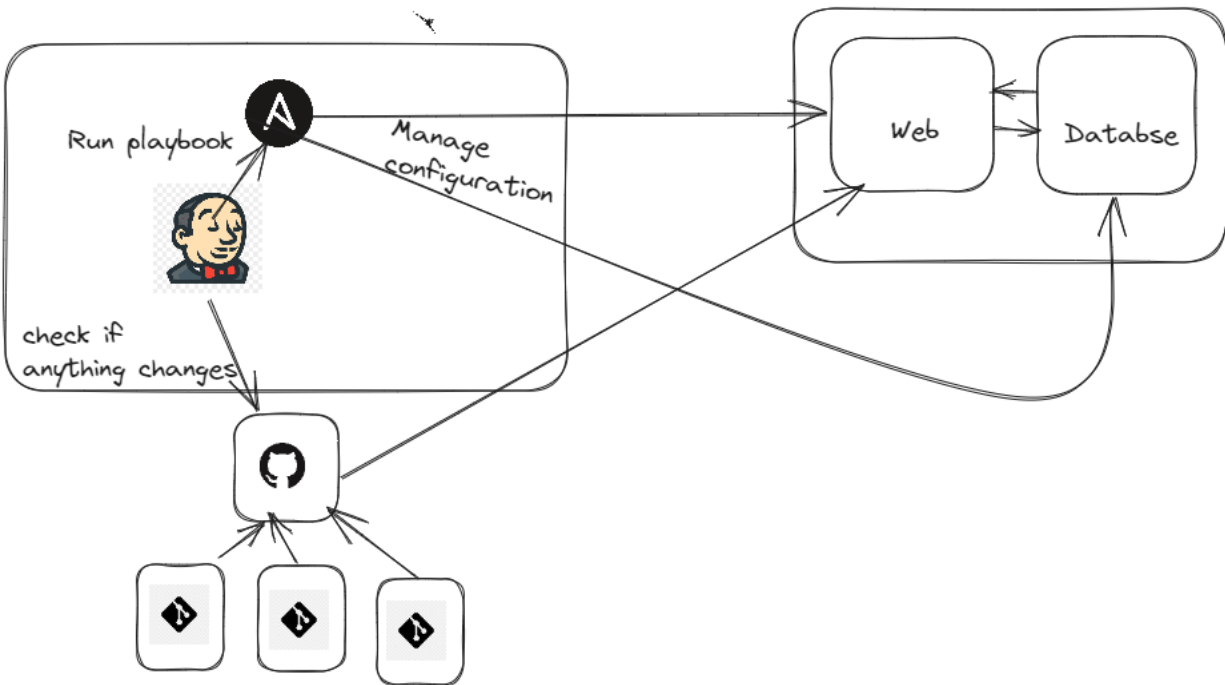 Run playbook
Manage
configuration
Web
Databse
check if
anything changes